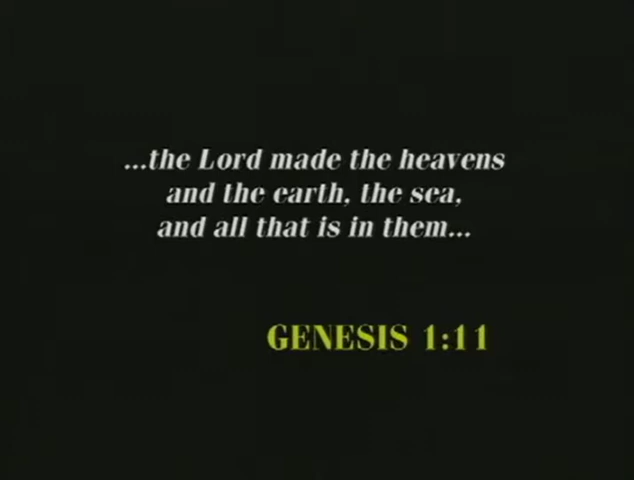 ...the Lord made the heavens
and the earth, the sea,
and all that is in them...
GENESIS 1:11